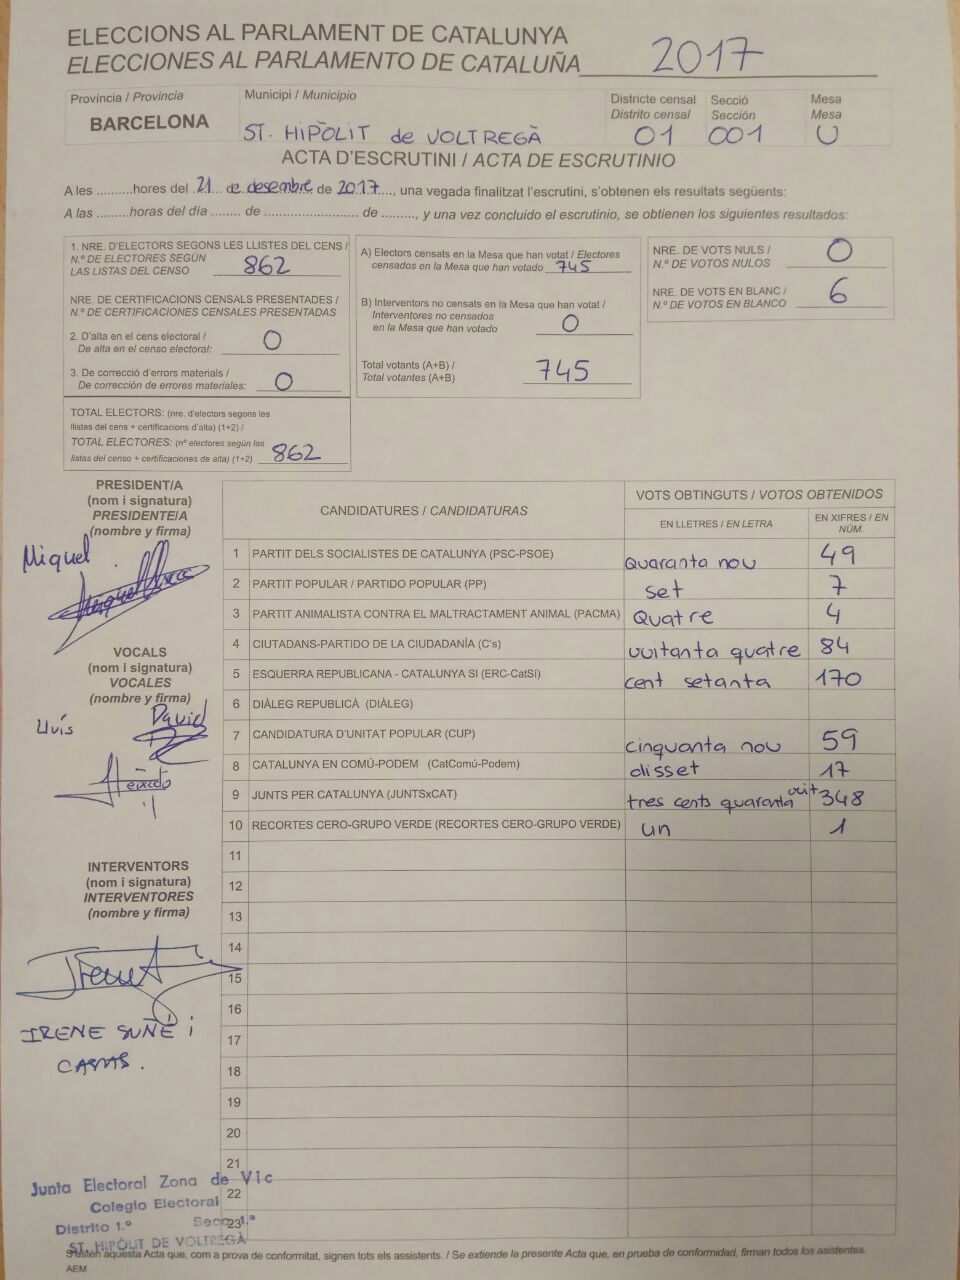 ELECCIONS AL PARLAMENT DE CATALUNYA
ELECCIONES AL PARLAMENTO DE CATALUÑA 2017
Provincia / Provincia
BARCELONA
Municipi / Municipio
ST. HIPÒLIT de VOLTREGÀ
Districte censal
Distrito censal
01
Secció
Sección
001
Mesa
Mesa
U
ACTA D'ESCRUTINI / ACTA DE ESCRUTINIO
A les ..........hores del 21 de desembre de 2017, una vegada finalitzat l'escrutini, s'obtenen els resultats següents:
A las .........horas del día ........ de ........................ de ........., y una vez concluido el escrutinio, se obtienen los siguientes resultados:
1. NRE. D'ELECTORS SEGONS LES LLISTES DEL CENS /
N.º DE ELECTORES SEGÚN
LAS LISTAS DEL CENSO 862
NRE. DE CERTIFICACIONS CENSALS PRESENTADES /
N.º DE CERTIFICACIONES CENSALES PRESENTADAS
2. D'alta en el cens electoral /
De alta en el censo electoral: 0
3. De correcció d'errors materials /
De corrección de errores materiales: 0
TOTAL ELECTORS: (nre. d'electors segons les
llistes del cens + certificacions d'alta) (1+2) /
TOTAL ELECTORES: (nº electores según las
listas del censo + certificaciones de alta) (1+2) 862
A) Electors censats en la Mesa que han votat / Electores
censados en la Mesa que han votado 745
B) Interventors no censats en la Mesa que han votat /
Interventores no censados
en la Mesa que han votado 0
Total votants (A+B) /
Total votantes (A+B) 745
NRE. DE VOTS NULS /
N.º DE VOTOS NULOS 0
NRE. DE VOTS EN BLANC /
N.º DE VOTOS EN BLANCO 6
PRESIDENT/A
(nom i signatura)
PRESIDENTE/A
(nombre y firma)
Miquel
VOCALS
(nom i signatura)
VOCALES
(nombre y firma)
Lluís
David
INTERVENTORS
(nom i signatura)
INTERVENTORES
(nombre y firma)
IRENE SUÑÉ i
CASAS.
CANDIDATURES / CANDIDATURAS
VOTS OBTINGUTS / VOTOS OBTENIDOS
EN LLETRES / EN LETRA
EN XIFRES / EN
NÚM.
1 PARTIT DELS SOCIALISTES DE CATALUNYA (PSC-PSOE) Quaranta nou 49
2 PARTIT POPULAR / PARTIDO POPULAR (PP) set 7
3 PARTIT ANIMALISTA CONTRA EL MALTRACTAMENT ANIMAL (PACMA) Quatre 4
4 CIUTADANS-PARTIDO DE LA CIUDADANÍA (C's) vuitanta quatre 84
5 ESQUERRA REPUBLICANA - CATALUNYA SI (ERC-CatSí) cent setanta 170
6 DIÀLEG REPUBLICÀ (DIÀLEG)
7 CANDIDATURA D'UNITAT POPULAR (CUP) cinquanta nou 59
8 CATALUNYA EN COMÚ-PODEM (CatComú-Podem) disset 17
9 JUNTS PER CATALUNYA (JUNTSxCAT) tres cents quaranta vuit 348
10 RECORTES CERO-GRUPO VERDE (RECORTES CERO-GRUPO VERDE) un 1
11
12
13
14
15
16
17
18
19
20
21
22
23
Junta Electoral Zona de Vic
Colegio Electoral
Distrito 1.º Secc. 1.ª
ST. HIPÓLIT DE VOLTREGÀ
S'estén aquesta Acta que, com a prova de conformitat, signen tots els assistents. / Se extiende la presente Acta que, en prueba de conformidad, firman todos los asistentes.
AEM